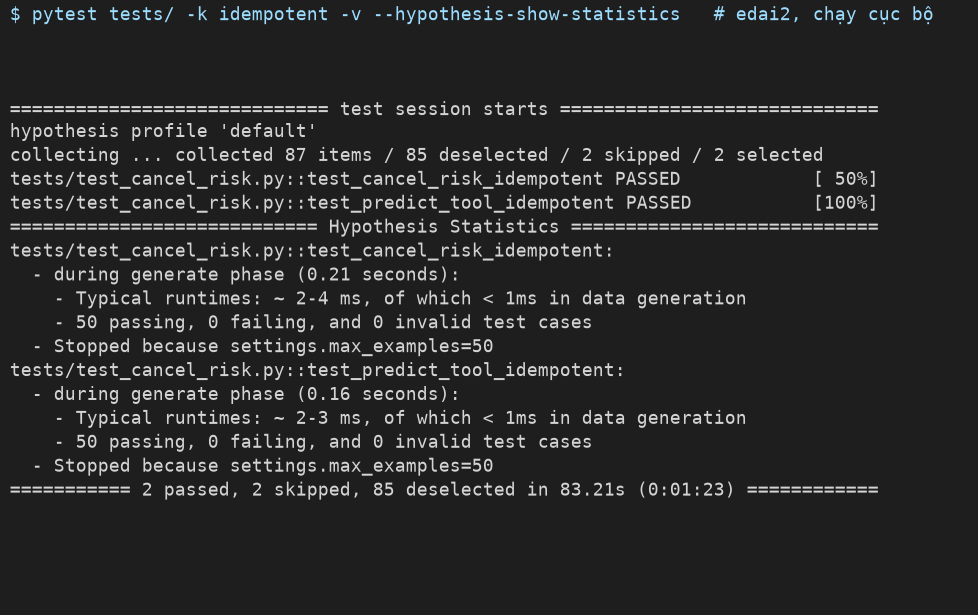 $ pytest tests/ -k idempotent -v --hypothesis-show-statistics   # edai2, chạy cục bộ
============================= test session starts =============================
hypothesis profile 'default'
collecting ... collected 87 items / 85 deselected / 2 skipped / 2 selected
tests/test_cancel_risk.py::test_cancel_risk_idempotent PASSED            [ 50%]
tests/test_cancel_risk.py::test_predict_tool_idempotent PASSED           [100%]
============================ Hypothesis Statistics ============================
tests/test_cancel_risk.py::test_cancel_risk_idempotent:
  - during generate phase (0.21 seconds):
    - Typical runtimes: ~ 2-4 ms, of which < 1ms in data generation
    - 50 passing, 0 failing, and 0 invalid test cases
  - Stopped because settings.max_examples=50
tests/test_cancel_risk.py::test_predict_tool_idempotent:
  - during generate phase (0.16 seconds):
    - Typical runtimes: ~ 2-3 ms, of which < 1ms in data generation
    - 50 passing, 0 failing, and 0 invalid test cases
  - Stopped because settings.max_examples=50
=========== 2 passed, 2 skipped, 85 deselected in 83.21s (0:01:23) ============